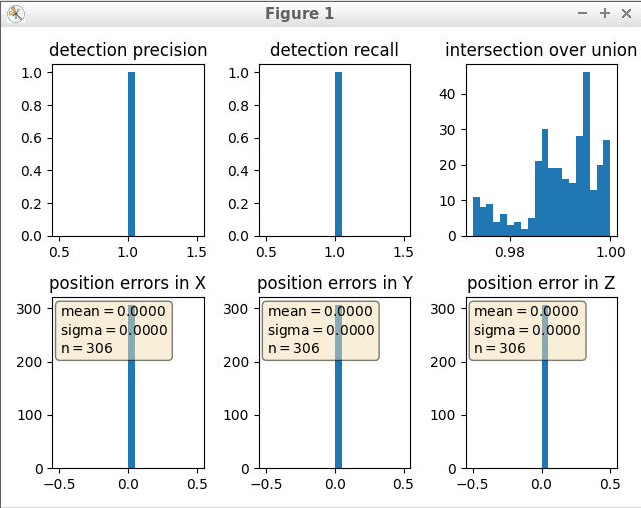 Figure 1
detection precision
detection recall
intersection over union
1.0
0.8
0.6
0.4
0.2
0.0
0.5
1.0
1.5
1.0
0.8
0.6
0.4
0.2
0.0
0.5
1.0
1.5
40
30
20
10
0
0.98
1.00
position errors in X
position errors in Y
position error in Z
300
200
100
0
mean = 0.0000
sigma = 0.0000
n = 306
−0.5
0.0
0.5
300
200
100
0
mean = 0.0000
sigma = 0.0000
n = 306
−0.5
0.0
0.5
300
200
100
0
mean = 0.0000
sigma = 0.0000
n = 306
−0.5
0.0
0.5